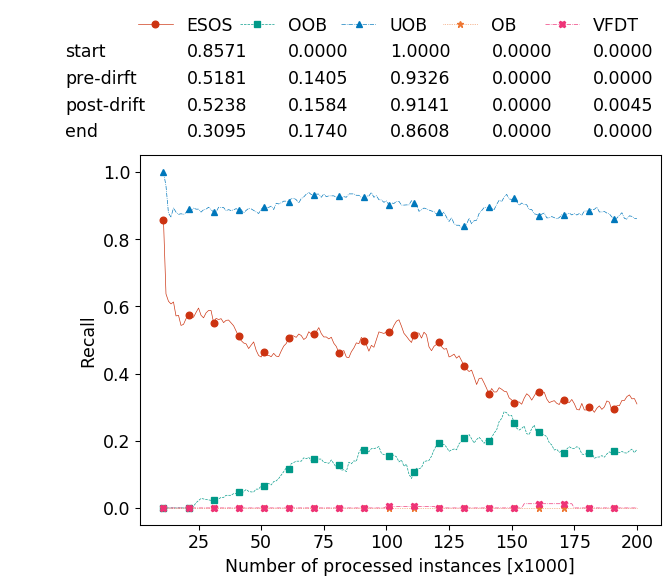 ESOS OOB UOB OB VFDT
start 0.8571 0.0000 1.0000 0.0000 0.0000
pre-dirft 0.5181 0.1405 0.9326 0.0000 0.0000
post-drift 0.5238 0.1584 0.9141 0.0000 0.0045
end 0.3095 0.1740 0.8608 0.0000 0.0000
1.0
0.8
0.6
0.4
0.2
0.0
Recall
25 50 75 100 125 150 175 200
Number of processed instances [x1000]